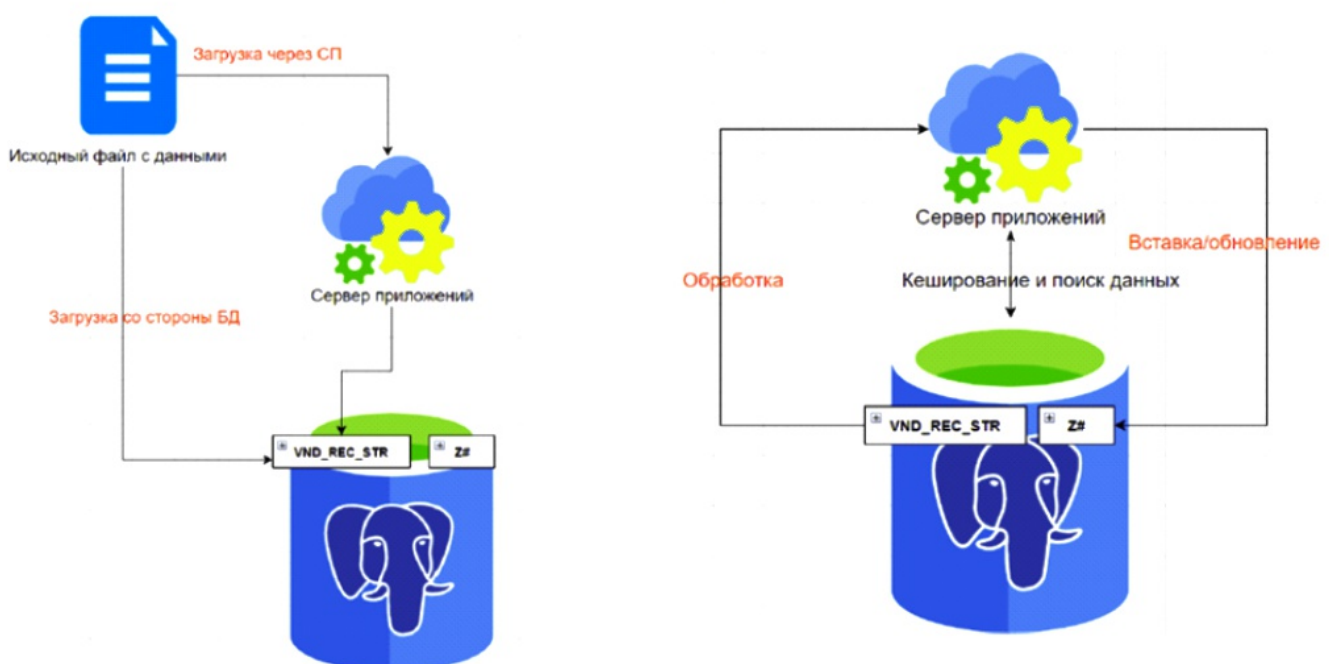 Загрузка через СП
Исходный файл с данными
Сервер приложений
Загрузка со стороны БД
VND_REC_STR
Z#
Сервер приложений
Вставка/обновление
Обработка
Кеширование и поиск данных
VND_REC_STR
Z#